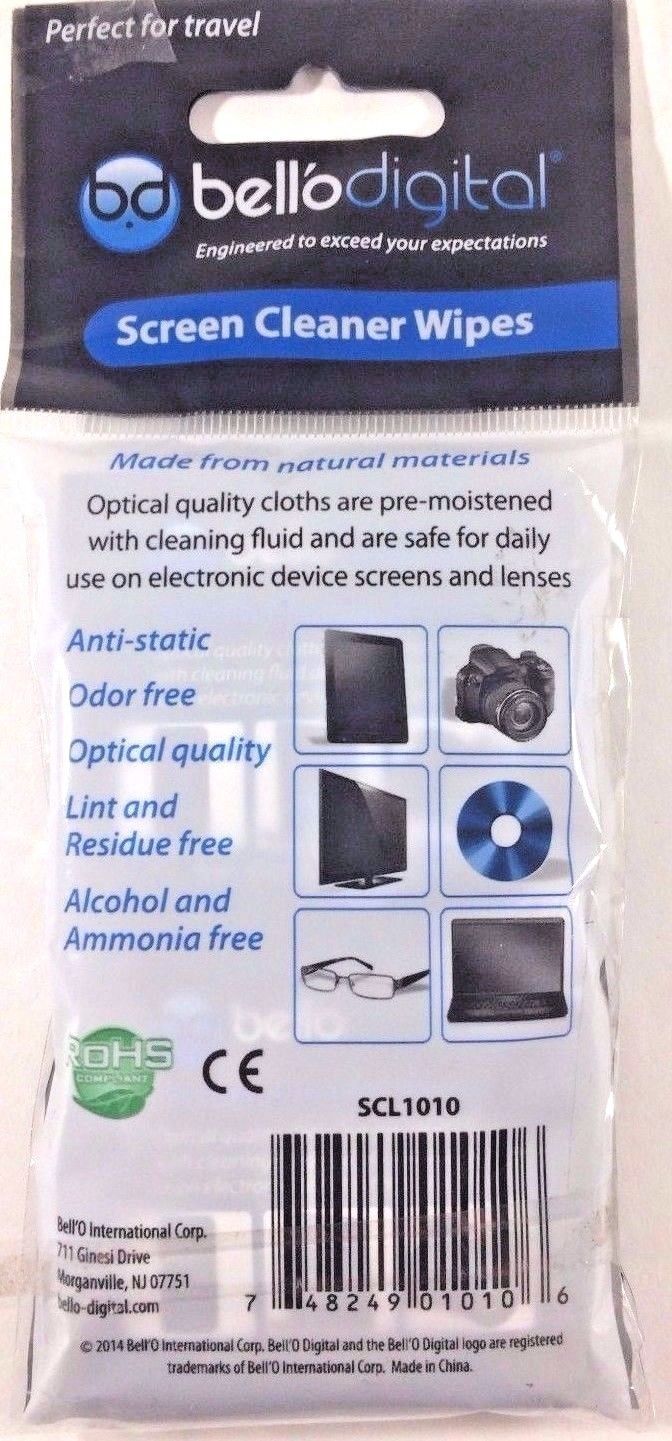 Perfect for travel
b.d bell'o digital®
Engineered to exceed your expectations
Screen Cleaner Wipes
Made from natural materials
Optical quality cloths are pre-moistened
with cleaning fluid and are safe for daily
use on electronic device screens and lenses
Anti-static
Odor free
Optical quality
Lint and
Residue free
Alcohol and
Ammonia free
RoHS
COMPLIANT
CE
SCL1010
Bell'O International Corp.
711 Ginesi Drive
Morganville, NJ 07751
bello-digital.com
7 48249 01010 6
© 2014 Bell'O International Corp. Bell'O Digital and the Bell'O Digital logo are registered
trademarks of Bell'O International Corp. Made in China.